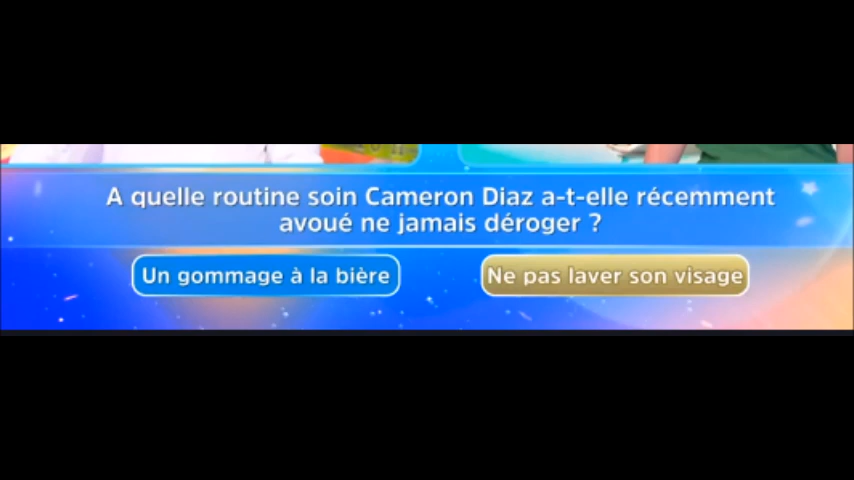 A quelle routine soin Cameron Diaz a-t-elle récemment
avoué ne jamais déroger ?
Un gommage à la bière
Ne pas laver son visage